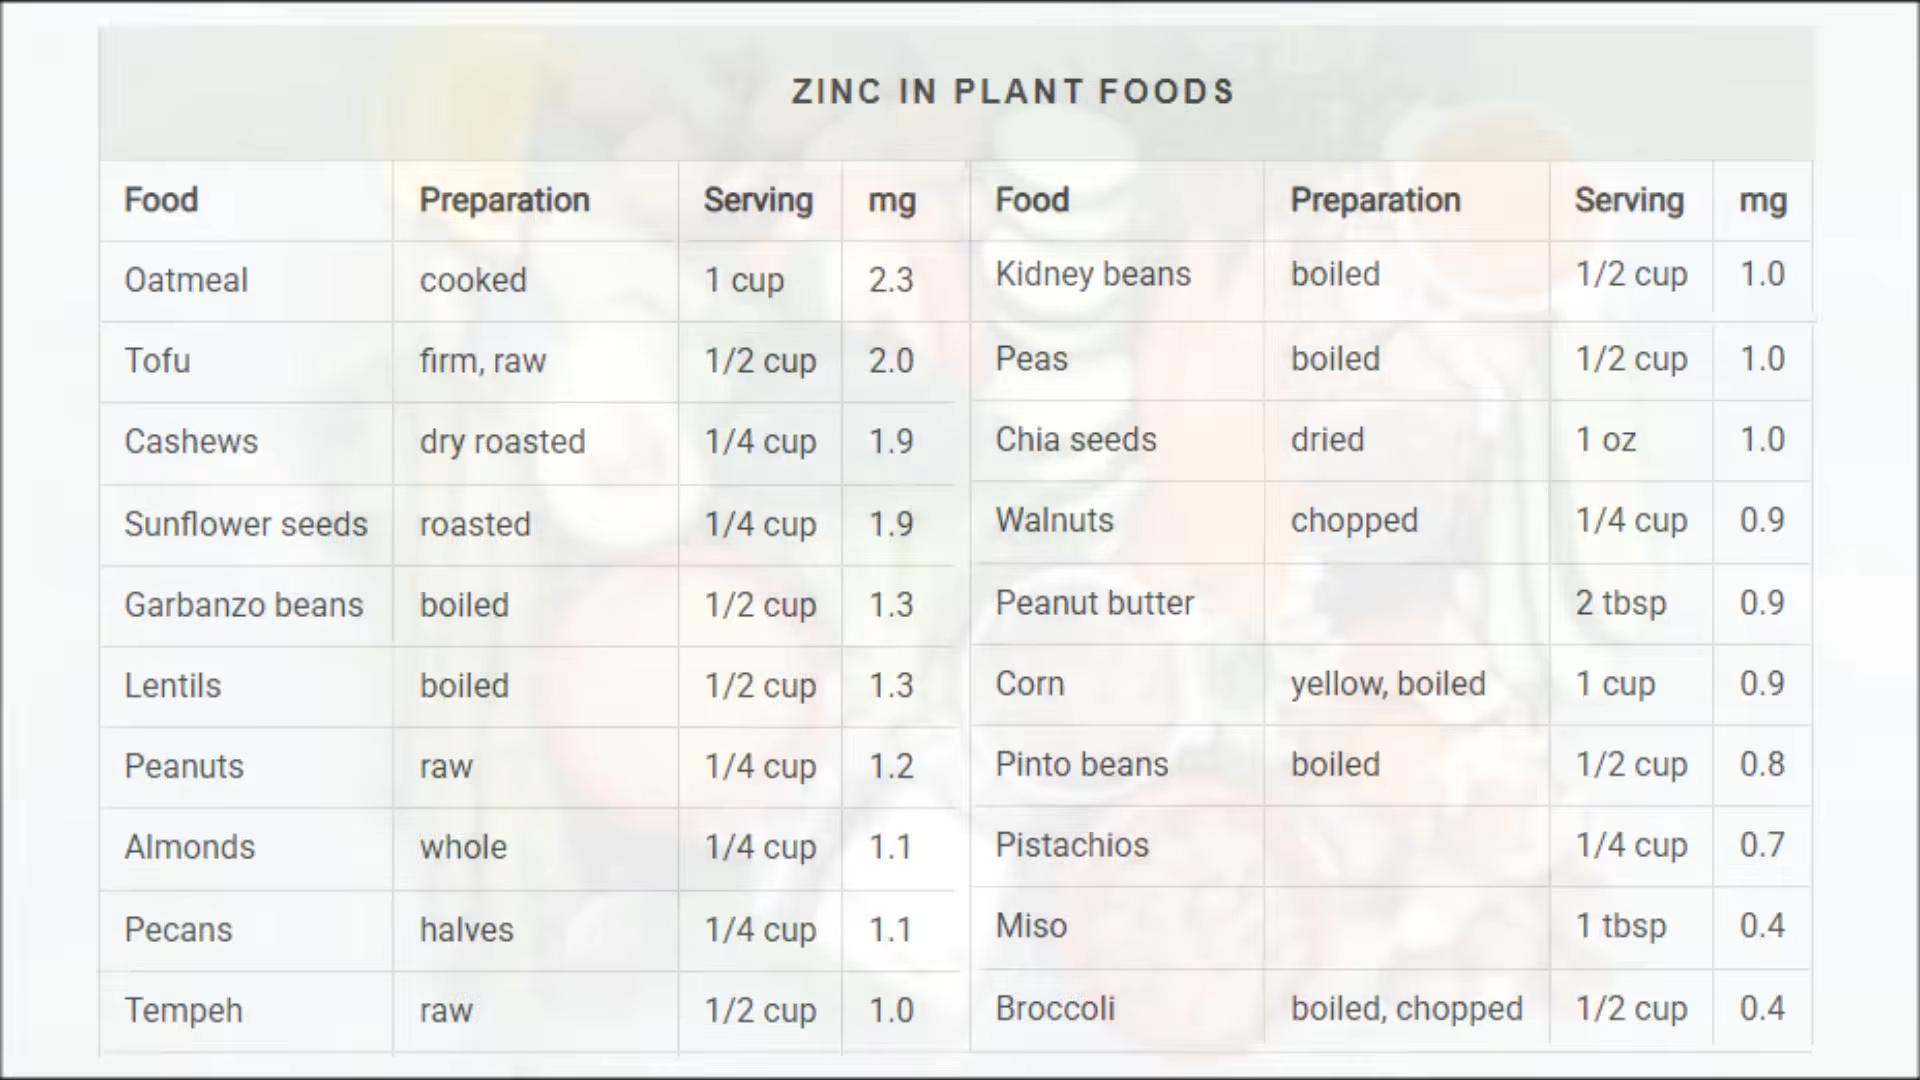 ZINC IN PLANT FOODS
Food Preparation Serving mg Food Preparation Serving mg
Oatmeal cooked 1 cup 2.3 Kidney beans boiled 1/2 cup 1.0
Tofu firm, raw 1/2 cup 2.0 Peas boiled 1/2 cup 1.0
Cashews dry roasted 1/4 cup 1.9 Chia seeds dried 1 oz 1.0
Sunflower seeds roasted 1/4 cup 1.9 Walnuts chopped 1/4 cup 0.9
Garbanzo beans boiled 1/2 cup 1.3 Peanut butter 2 tbsp 0.9
Lentils boiled 1/2 cup 1.3 Corn yellow, boiled 1 cup 0.9
Peanuts raw 1/4 cup 1.2 Pinto beans boiled 1/2 cup 0.8
Almonds whole 1/4 cup 1.1 Pistachios 1/4 cup 0.7
Pecans halves 1/4 cup 1.1 Miso 1 tbsp 0.4
Tempeh raw 1/2 cup 1.0 Broccoli boiled, chopped 1/2 cup 0.4